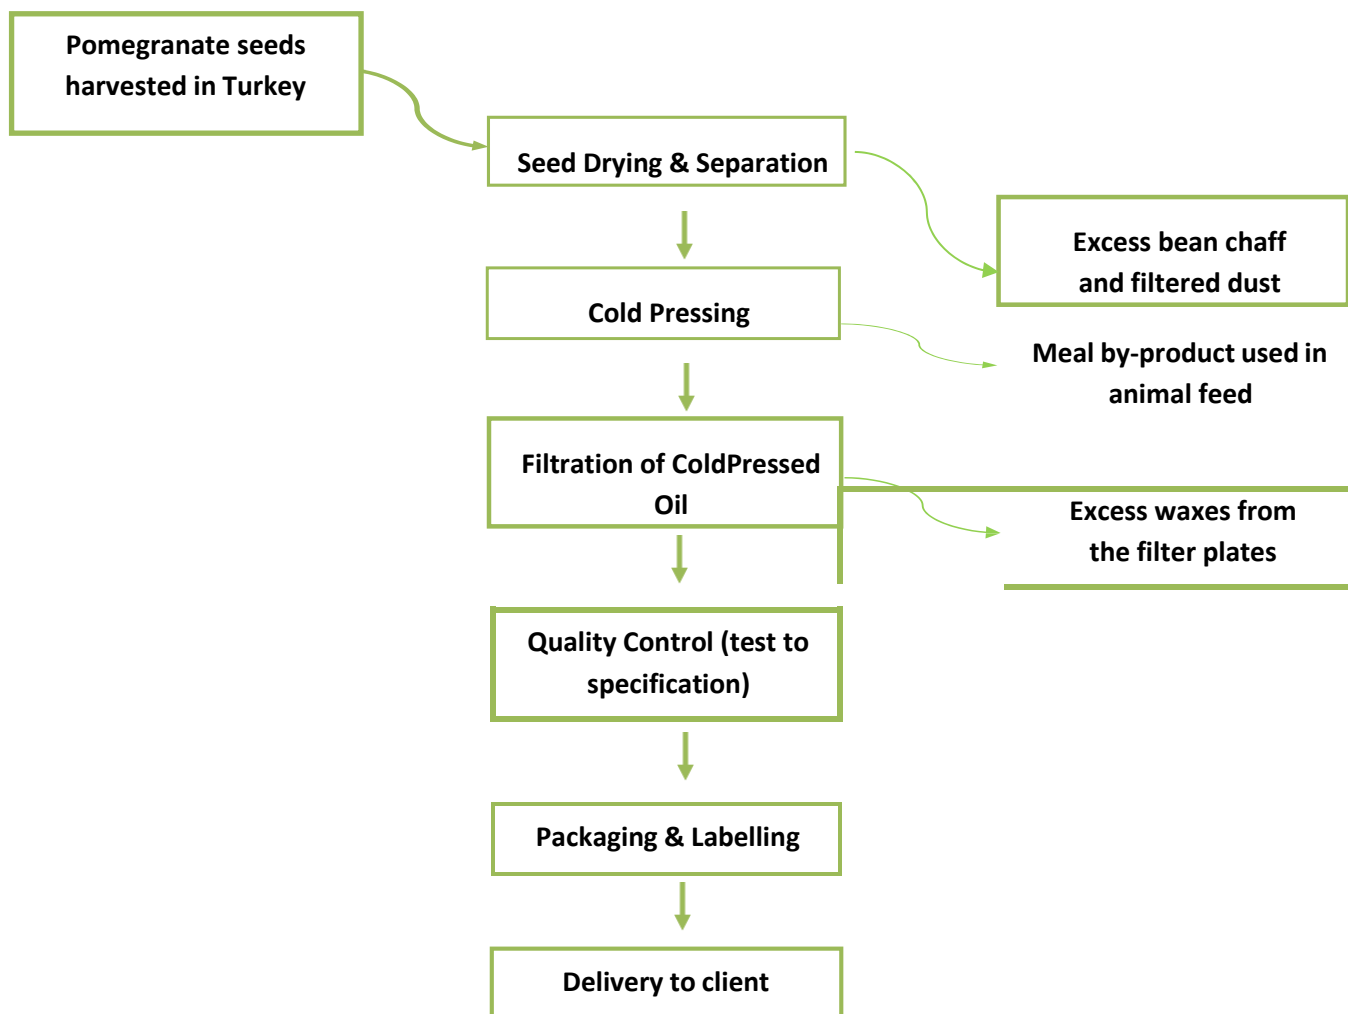 Pomegranate seeds
harvested in Turkey
Seed Drying & Separation
Excess bean chaff
and filtered dust
Cold Pressing
Meal by-product used in
animal feed
Filtration of ColdPressed
Oil
Excess waxes from
the filter plates
Quality Control (test to
specification)
Packaging & Labelling
Delivery to client